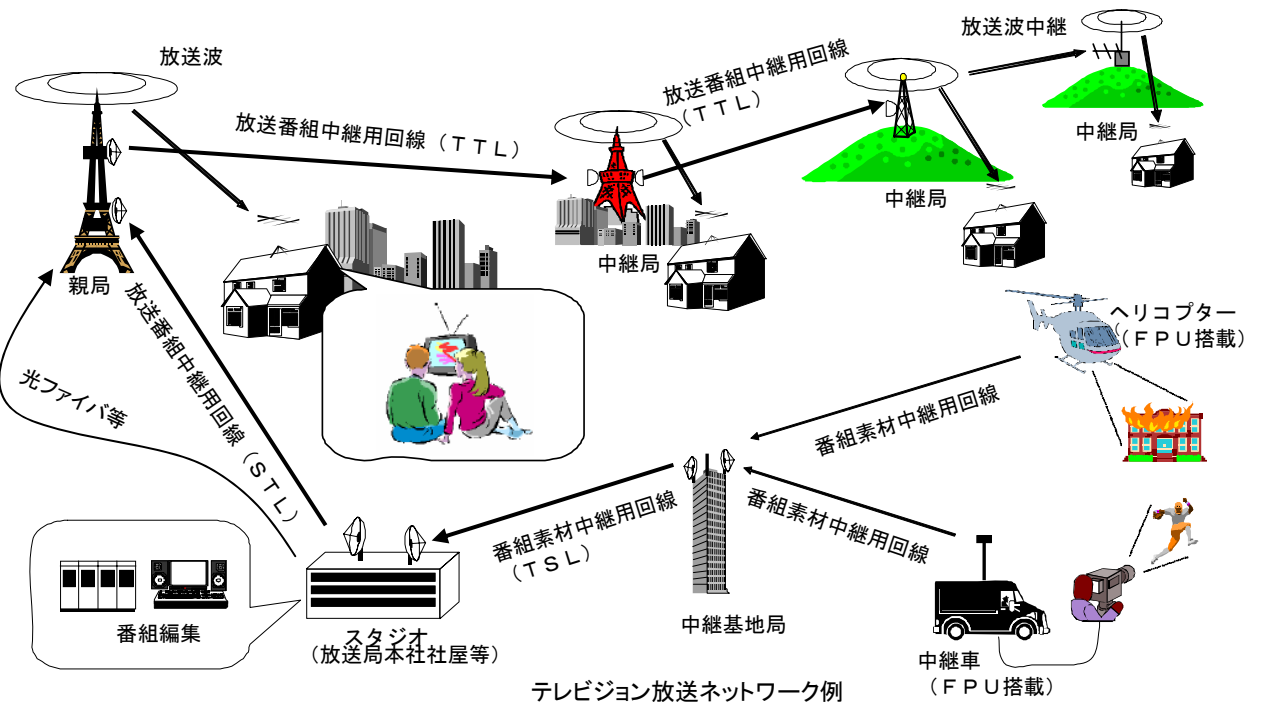 放送波
放送番組中継用回線（ＴＴＬ）
放送番組中継用回線
（ＴＴＬ）
放送波中継
中継局
中継局
中継局
親局
放送番組中継用回線（ＳＴＬ）
光ファイバ等
ヘリコプター
（ＦＰＵ搭載）
番組素材中継用回線
番組素材中継用回線
番組素材中継用回線
（ＴＳＬ）
番組編集
スタジオ
（放送局本社社屋等）
中継基地局
中継車
（ＦＰＵ搭載）
テレビジョン放送ネットワーク例